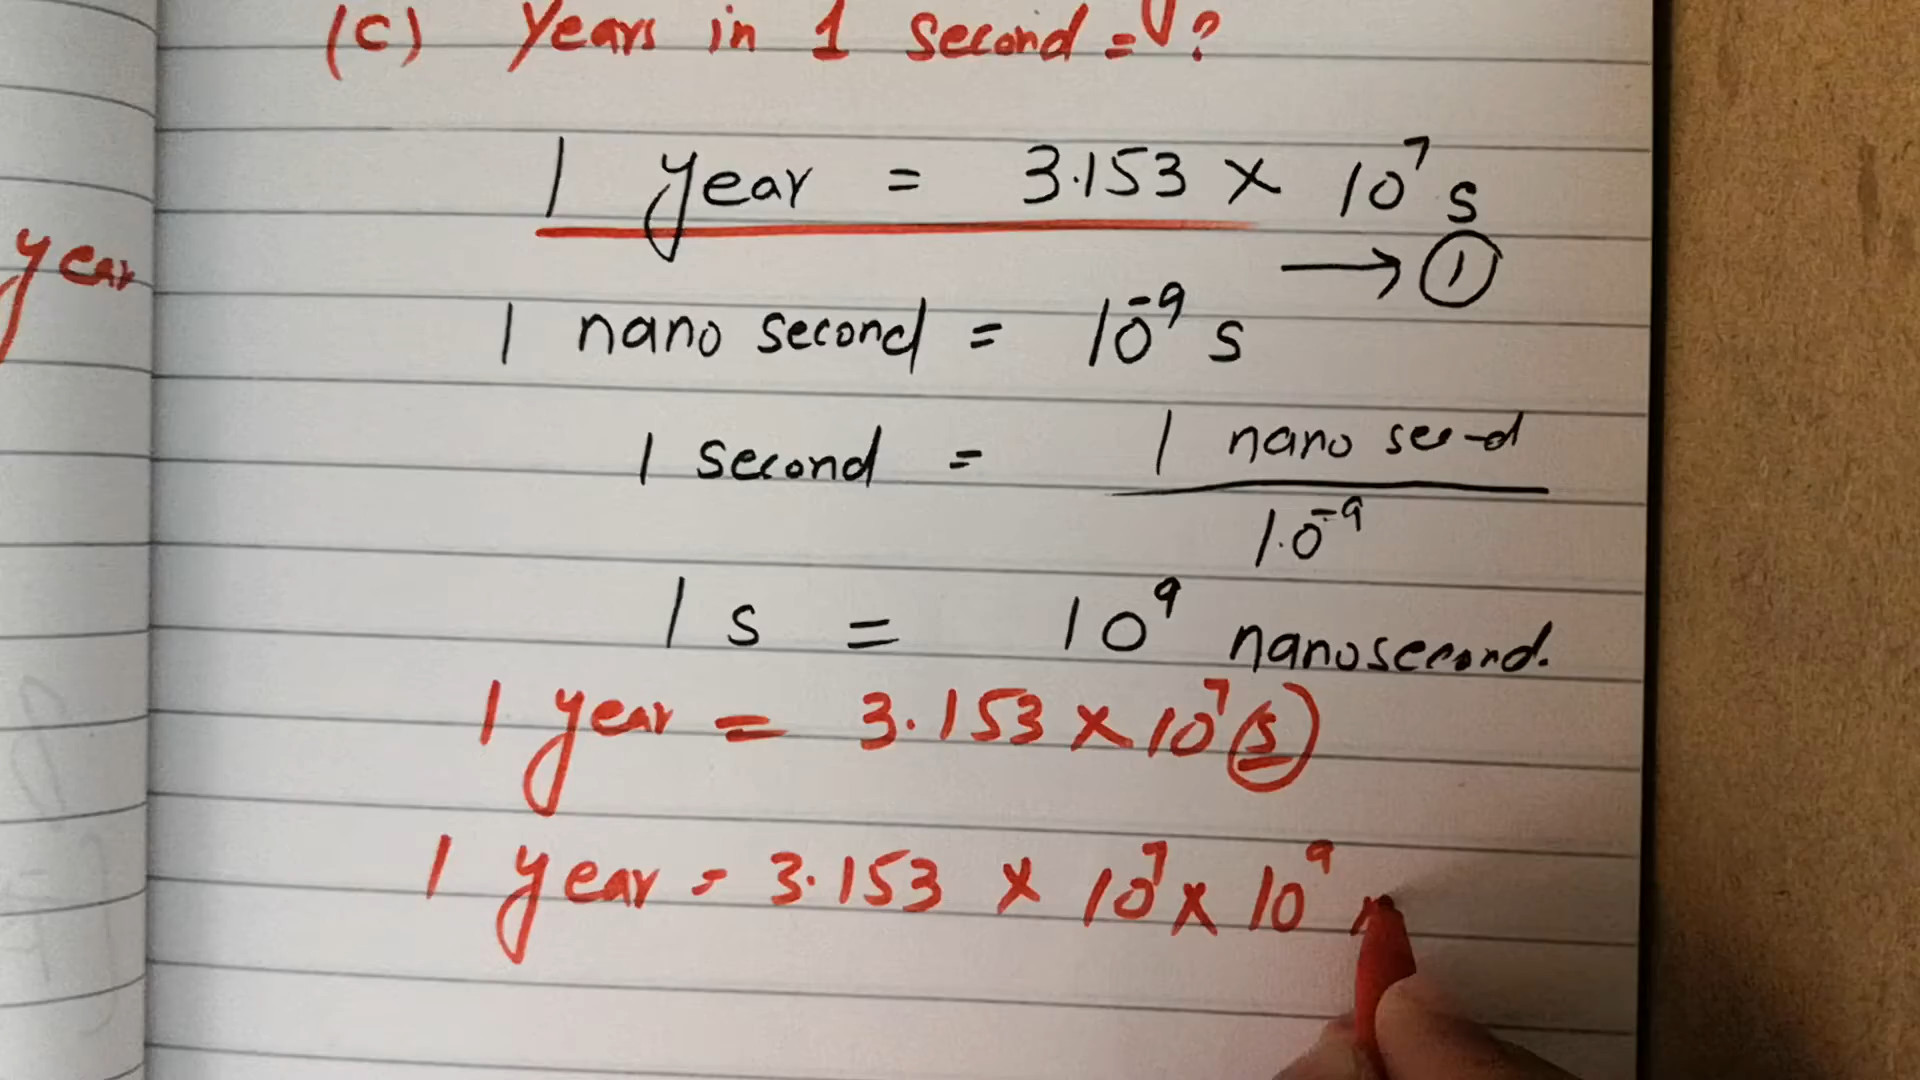 (c) Years in 1 second = ?
1 year = 3.153 × 10⁷ s
→ ①
year
1 nano second = 10⁻⁹ s
1 second = 1 nano second / 10⁻⁹
1 s = 10⁹ nanosecond.
1 year = 3.153 × 10⁷ (s)
1 year = 3.153 × 10⁷ × 10⁹